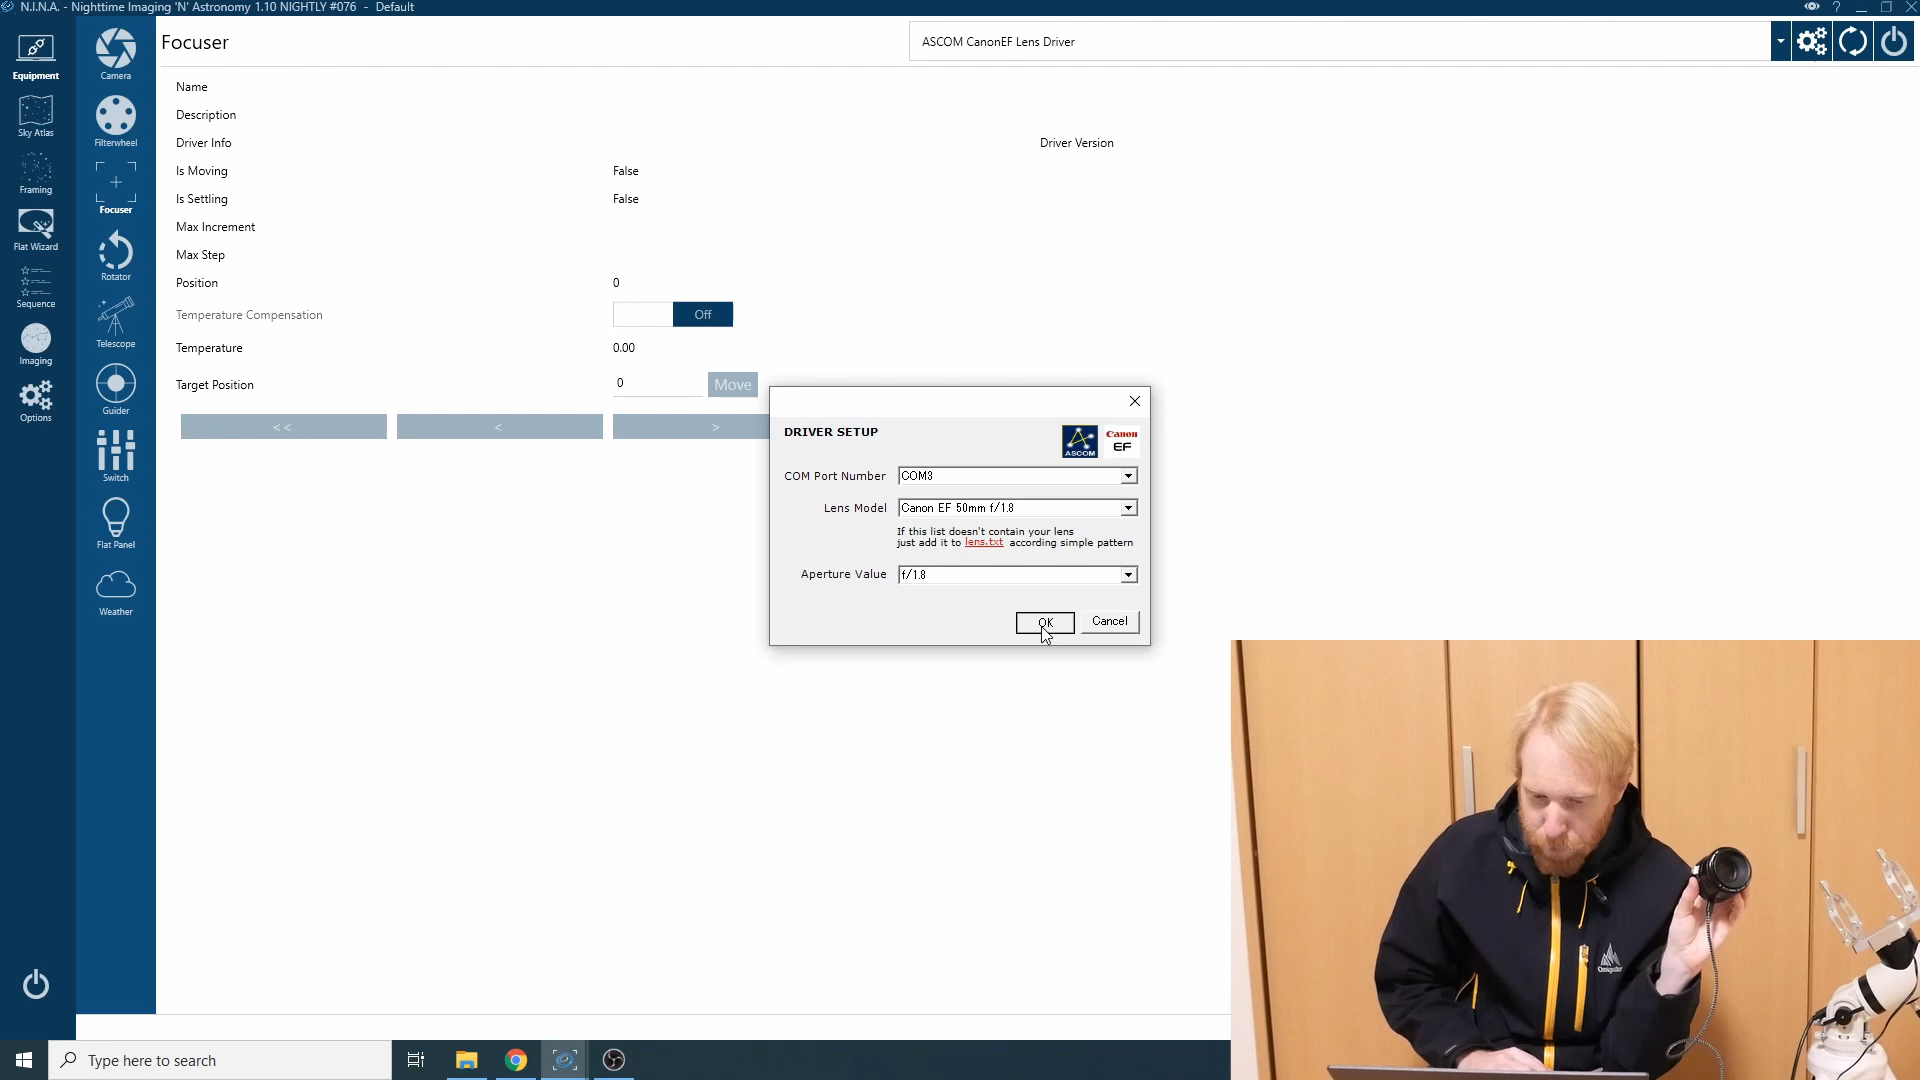 N.I.N.A. - Nighttime Imaging 'N' Astronomy 1.10 NIGHTLY #076 - Default
?
Equipment
Sky Atlas
Framing
Flat Wizard
Sequence
Imaging
Options
Camera
Filterwheel
Focuser
Rotator
Telescope
Guider
Switch
Flat Panel
Weather
Focuser
ASCOM CanonEF Lens Driver
Name
Description
Driver Info
Driver Version
Is Moving False
Is Settling False
Max Increment
Max Step
Position 0
Temperature Compensation Off
Temperature 0.00
Target Position 0 Move
<< < >
DRIVER SETUP
ASCOM
Canon
EF
COM Port Number COM3
Lens Model Canon EF 50mm f/1.8
If this list doesn't contain your lens
just add it to lens.txt according simple pattern
Aperture Value f/1.8
OK Cancel
Type here to search